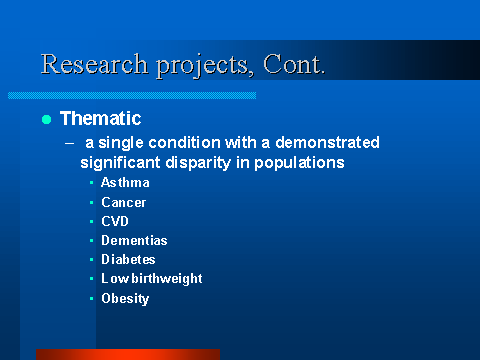 Research projects, Cont.
Thematic
– a single condition with a demonstrated
significant disparity in populations
• Asthma
• Cancer
• CVD
• Dementias
• Diabetes
• Low birthweight
• Obesity